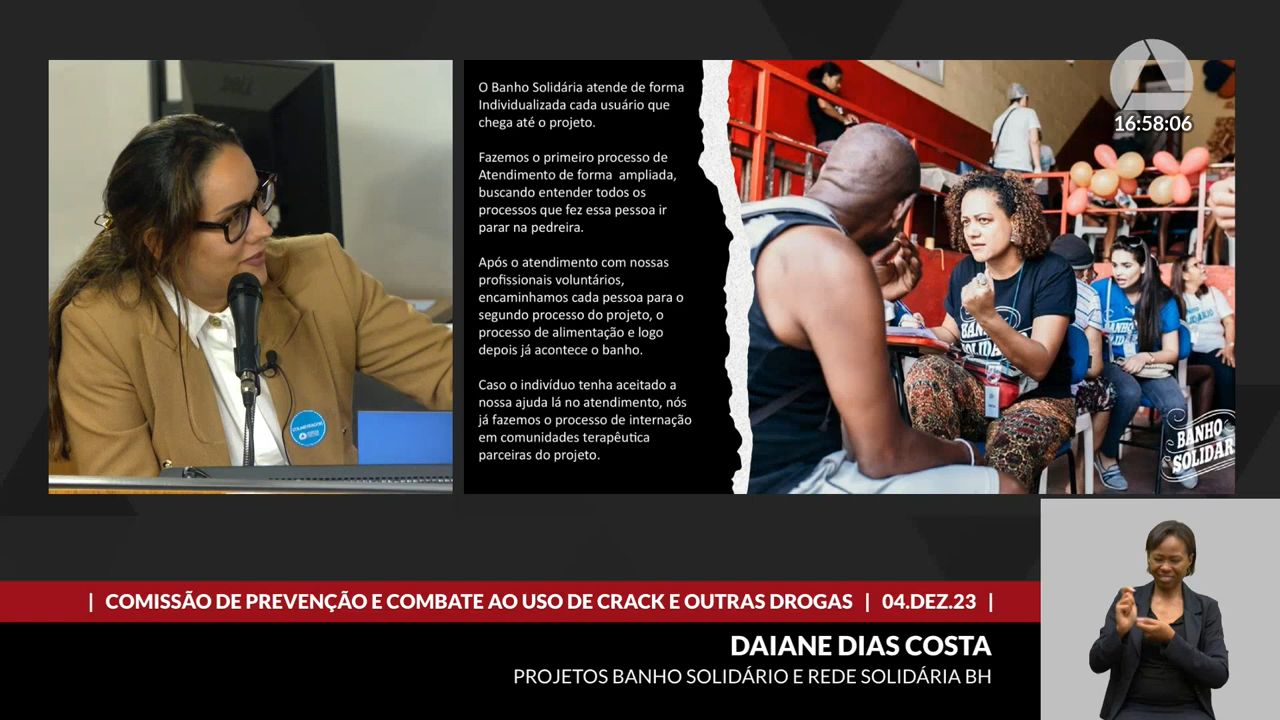 16:58:06
O Banho Solidária atende de forma
Individualizada cada usuário que
chega até o projeto.
Fazemos o primeiro processo de
Atendimento de forma ampliada,
buscando entender todos os
processos que fez essa pessoa ir
parar na pedreira.
Após o atendimento com nossas
profissionais voluntários,
encaminhamos cada pessoa para o
segundo processo do projeto, o
processo de alimentação e logo
depois já acontece o banho.
Caso o indivíduo tenha aceitado a
nossa ajuda lá no atendimento, nós
já fazemos o processo de internação
em comunidades terapêutica
parceiras do projeto.
BANHO
SOLIDAR
| COMISSÃO DE PREVENÇÃO E COMBATE AO USO DE CRACK E OUTRAS DROGAS | 04.DEZ.23 |
DAIANE DIAS COSTA
PROJETOS BANHO SOLIDÁRIO E REDE SOLIDÁRIA BH